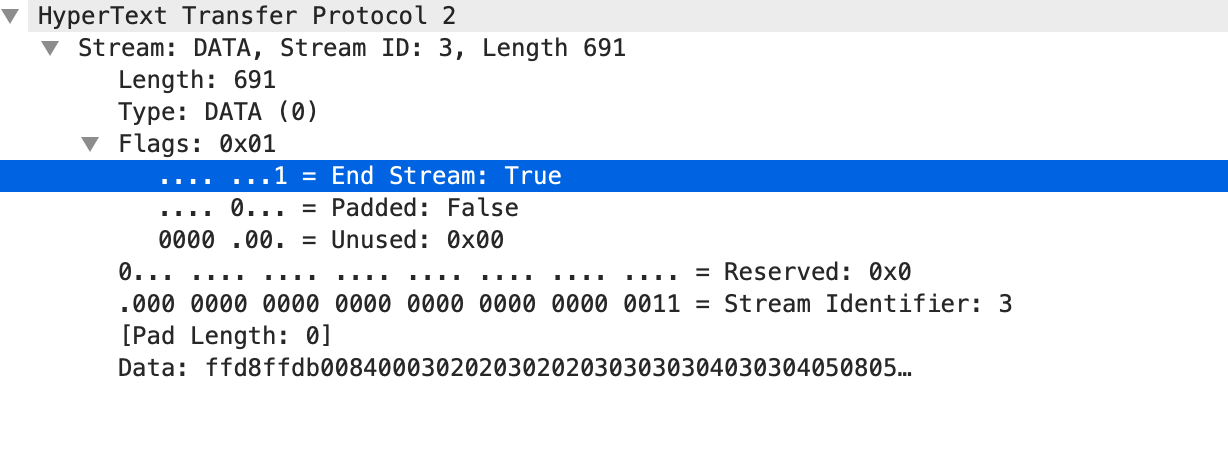 HyperText Transfer Protocol 2
Stream: DATA, Stream ID: 3, Length 691
Length: 691
Type: DATA (0)
Flags: 0x01
.... ...1 = End Stream: True
.... 0... = Padded: False
0000 .00. = Unused: 0x00
0... .... .... .... .... .... .... .... = Reserved: 0x0
.000 0000 0000 0000 0000 0000 0000 0011 = Stream Identifier: 3
[Pad Length: 0]
Data: ffd8ffdb0084000302020302020303030304030304050805…